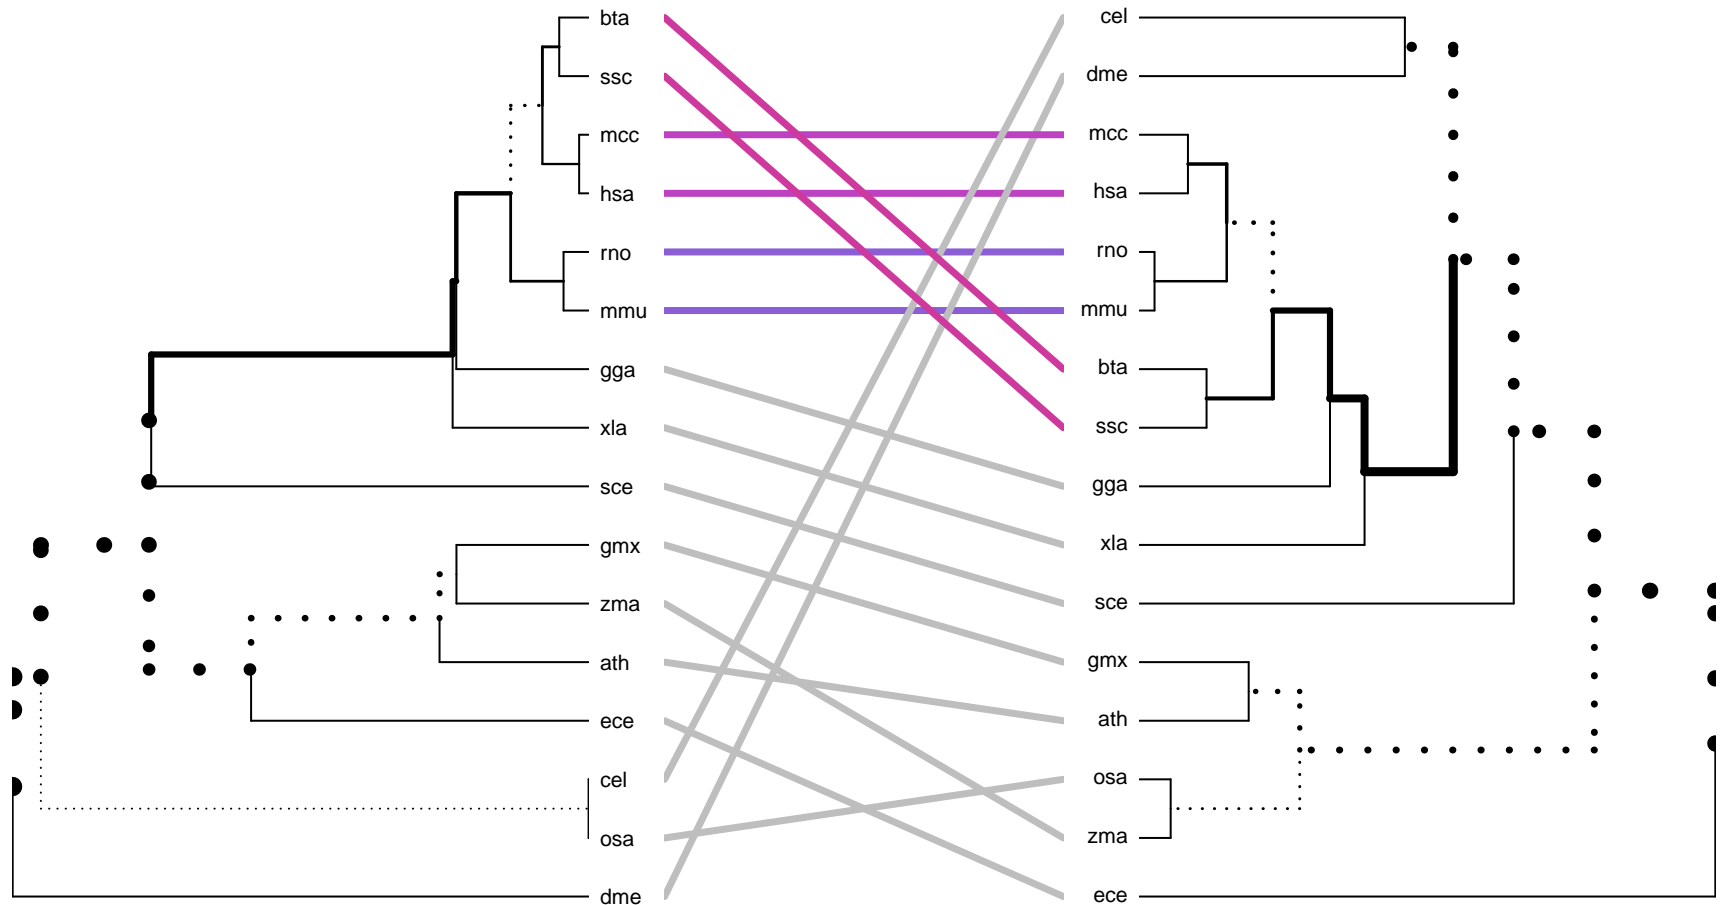 bta
ssc
mcc
hsa
rno
mmu
gga
xla
sce
gmx
zma
ath
ece
cel
osa
dme
cel
dme
mcc
hsa
rno
mmu
bta
ssc
gga
xla
sce
gmx
ath
osa
zma
ece